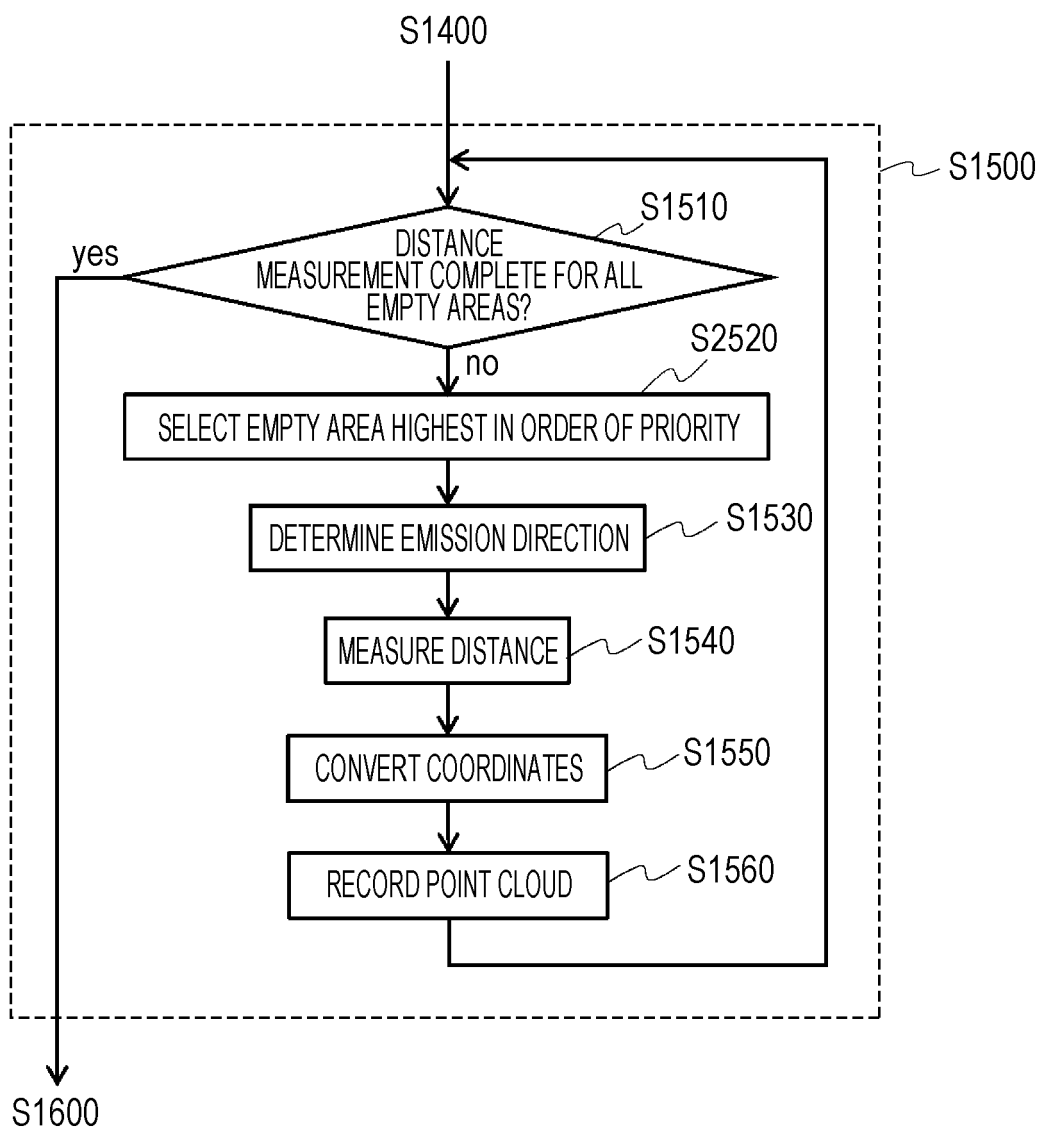 S1400
S1500
S1510
yes
DISTANCE
MEASUREMENT COMPLETE FOR ALL
EMPTY AREAS?
no
S2520
SELECT EMPTY AREA HIGHEST IN ORDER OF PRIORITY
S1530
DETERMINE EMISSION DIRECTION
S1540
MEASURE DISTANCE
S1550
CONVERT COORDINATES
S1560
RECORD POINT CLOUD
S1600